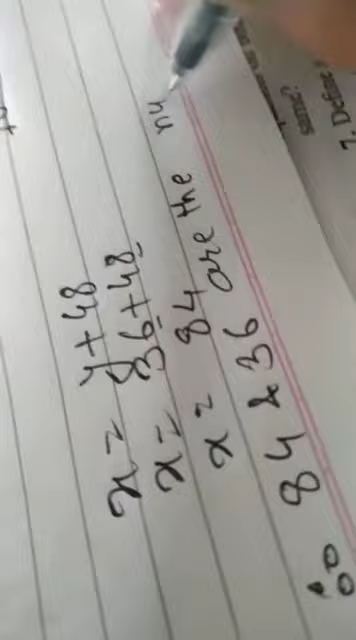 x = y + 48
x = 36 + 48
x = 84
∴ 84 & 36 are the nu
same?
7. Define